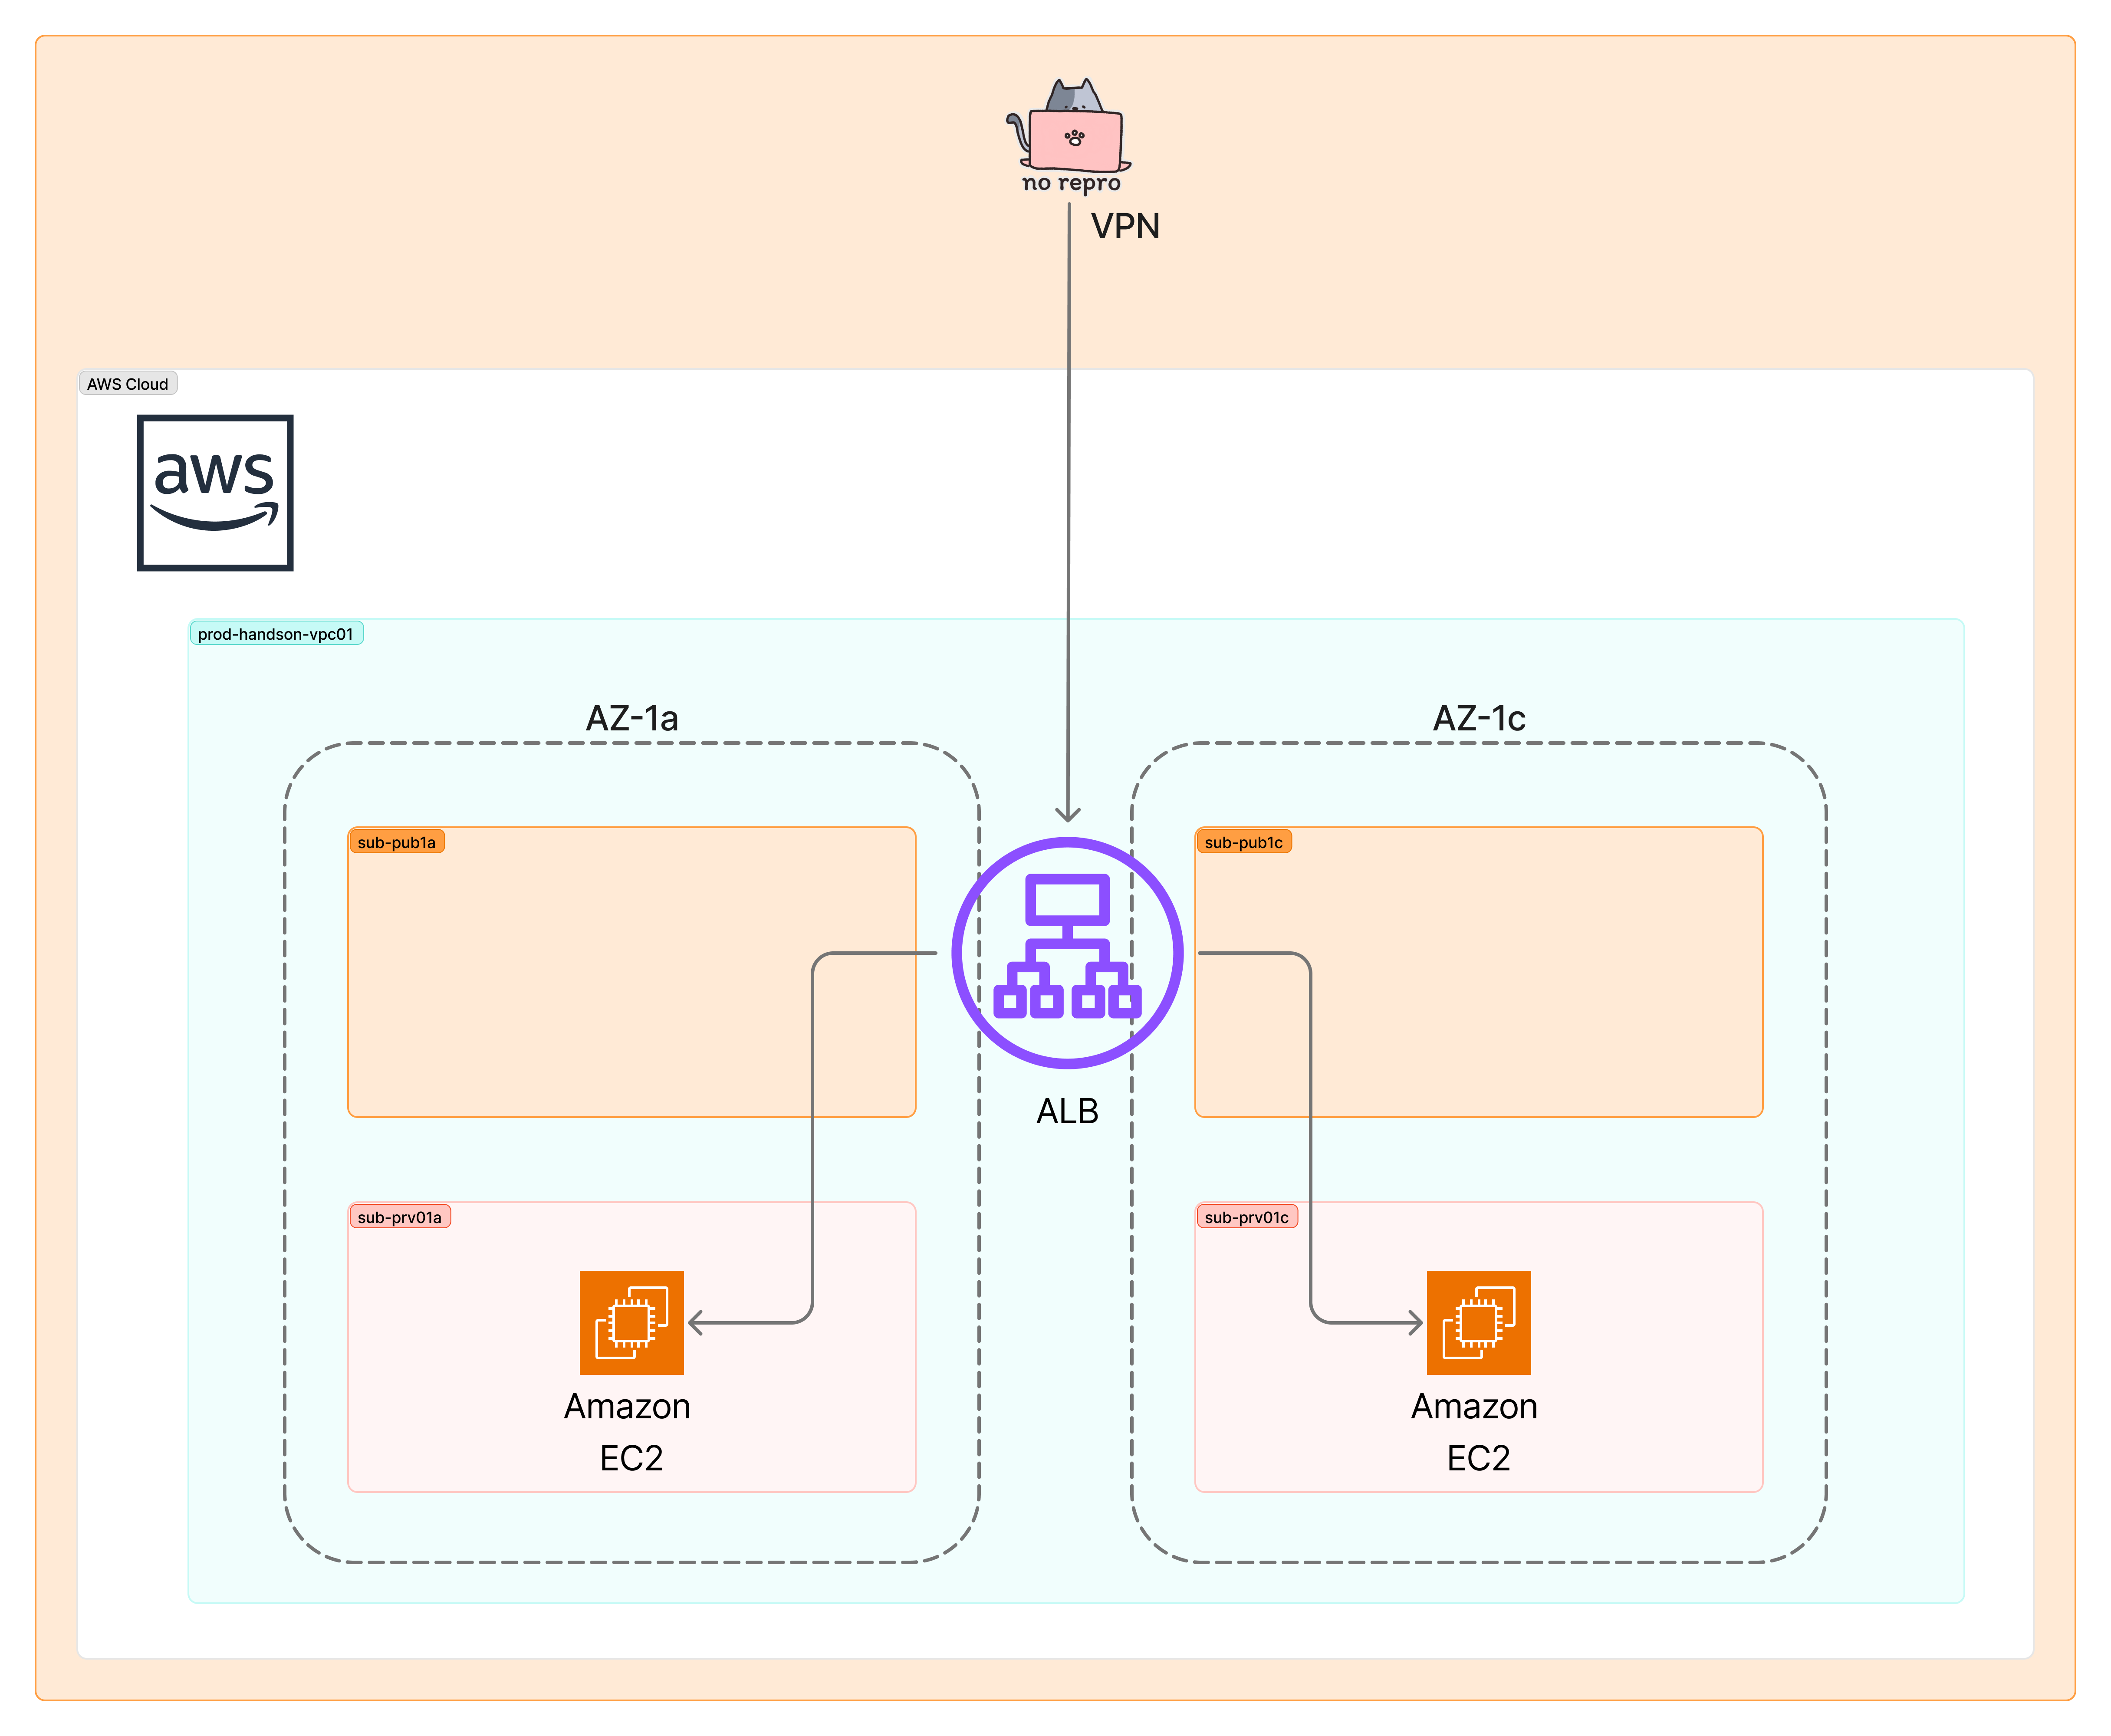 no repro
VPN
AWS Cloud
aws
prod-handson-vpc01
AZ-1a
AZ-1c
sub-pub1a
sub-pub1c
ALB
sub-prv01a
sub-prv01c
Amazon
EC2
Amazon
EC2